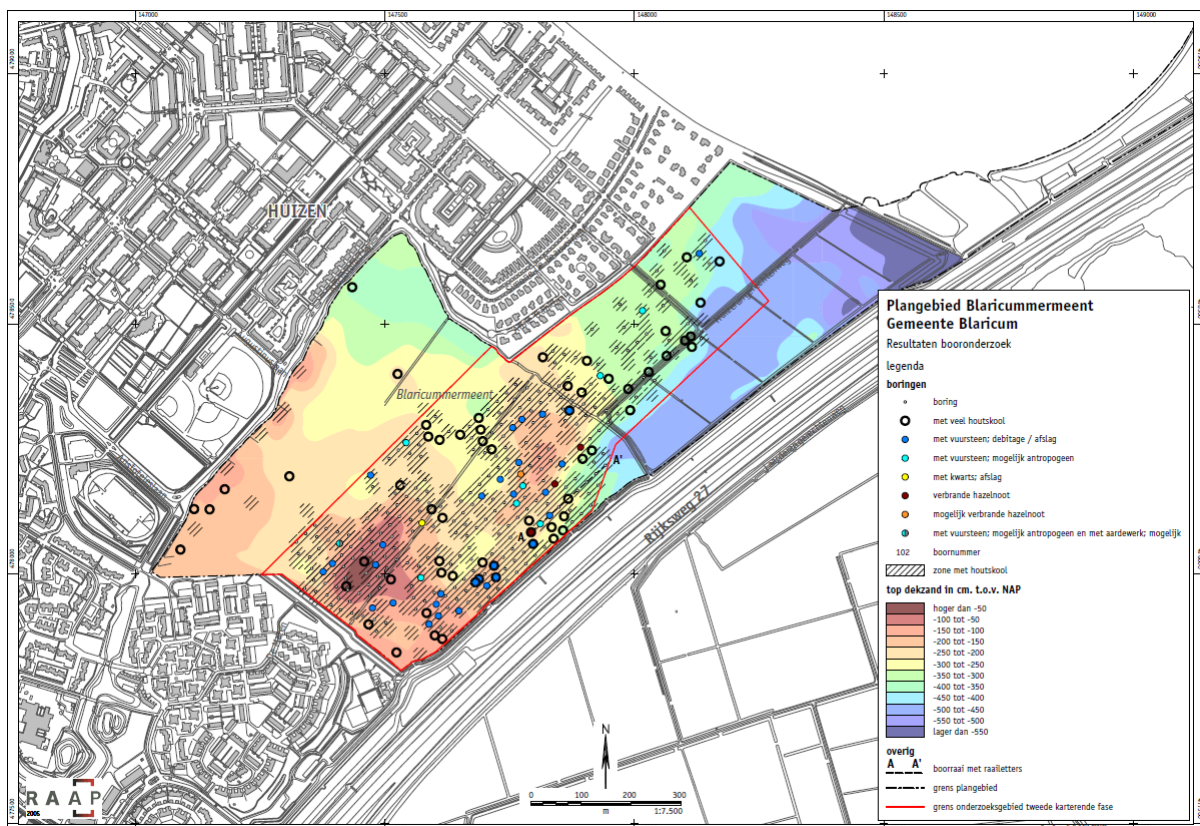 147000
147500
148000
148500
149000
479000
478500
478000
477500
HUIZEN
Blaricummermeent
A'
A
Rijksweg 27
Plangebied Blaricummermeent
Gemeente Blaricum
Resultaten booronderzoek
legenda
boringen
boring
met veel houtskool
met vuursteen; debitage / afslag
met vuursteen; mogelijk antropogeen
met kwarts; afslag
verbrande hazelnoot
mogelijk verbrande hazelnoot
met vuursteen; mogelijk antropogeen en met aardewerk; mogelijk
102 boornummer
zone met houtskool
top dekzand in cm. t.o.v. NAP
hoger dan -50
-100 tot -50
-150 tot -100
-200 tot -150
-250 tot -200
-300 tot -250
-350 tot -300
-400 tot -350
-450 tot -400
-500 tot -450
-550 tot -500
lager dan -550
overig
A A' boorraai met raailetters
grens plangebied
grens onderzoeksgebied tweede karterende fase
N
0 100 200 300
m 1:7.500
RAAP
2006